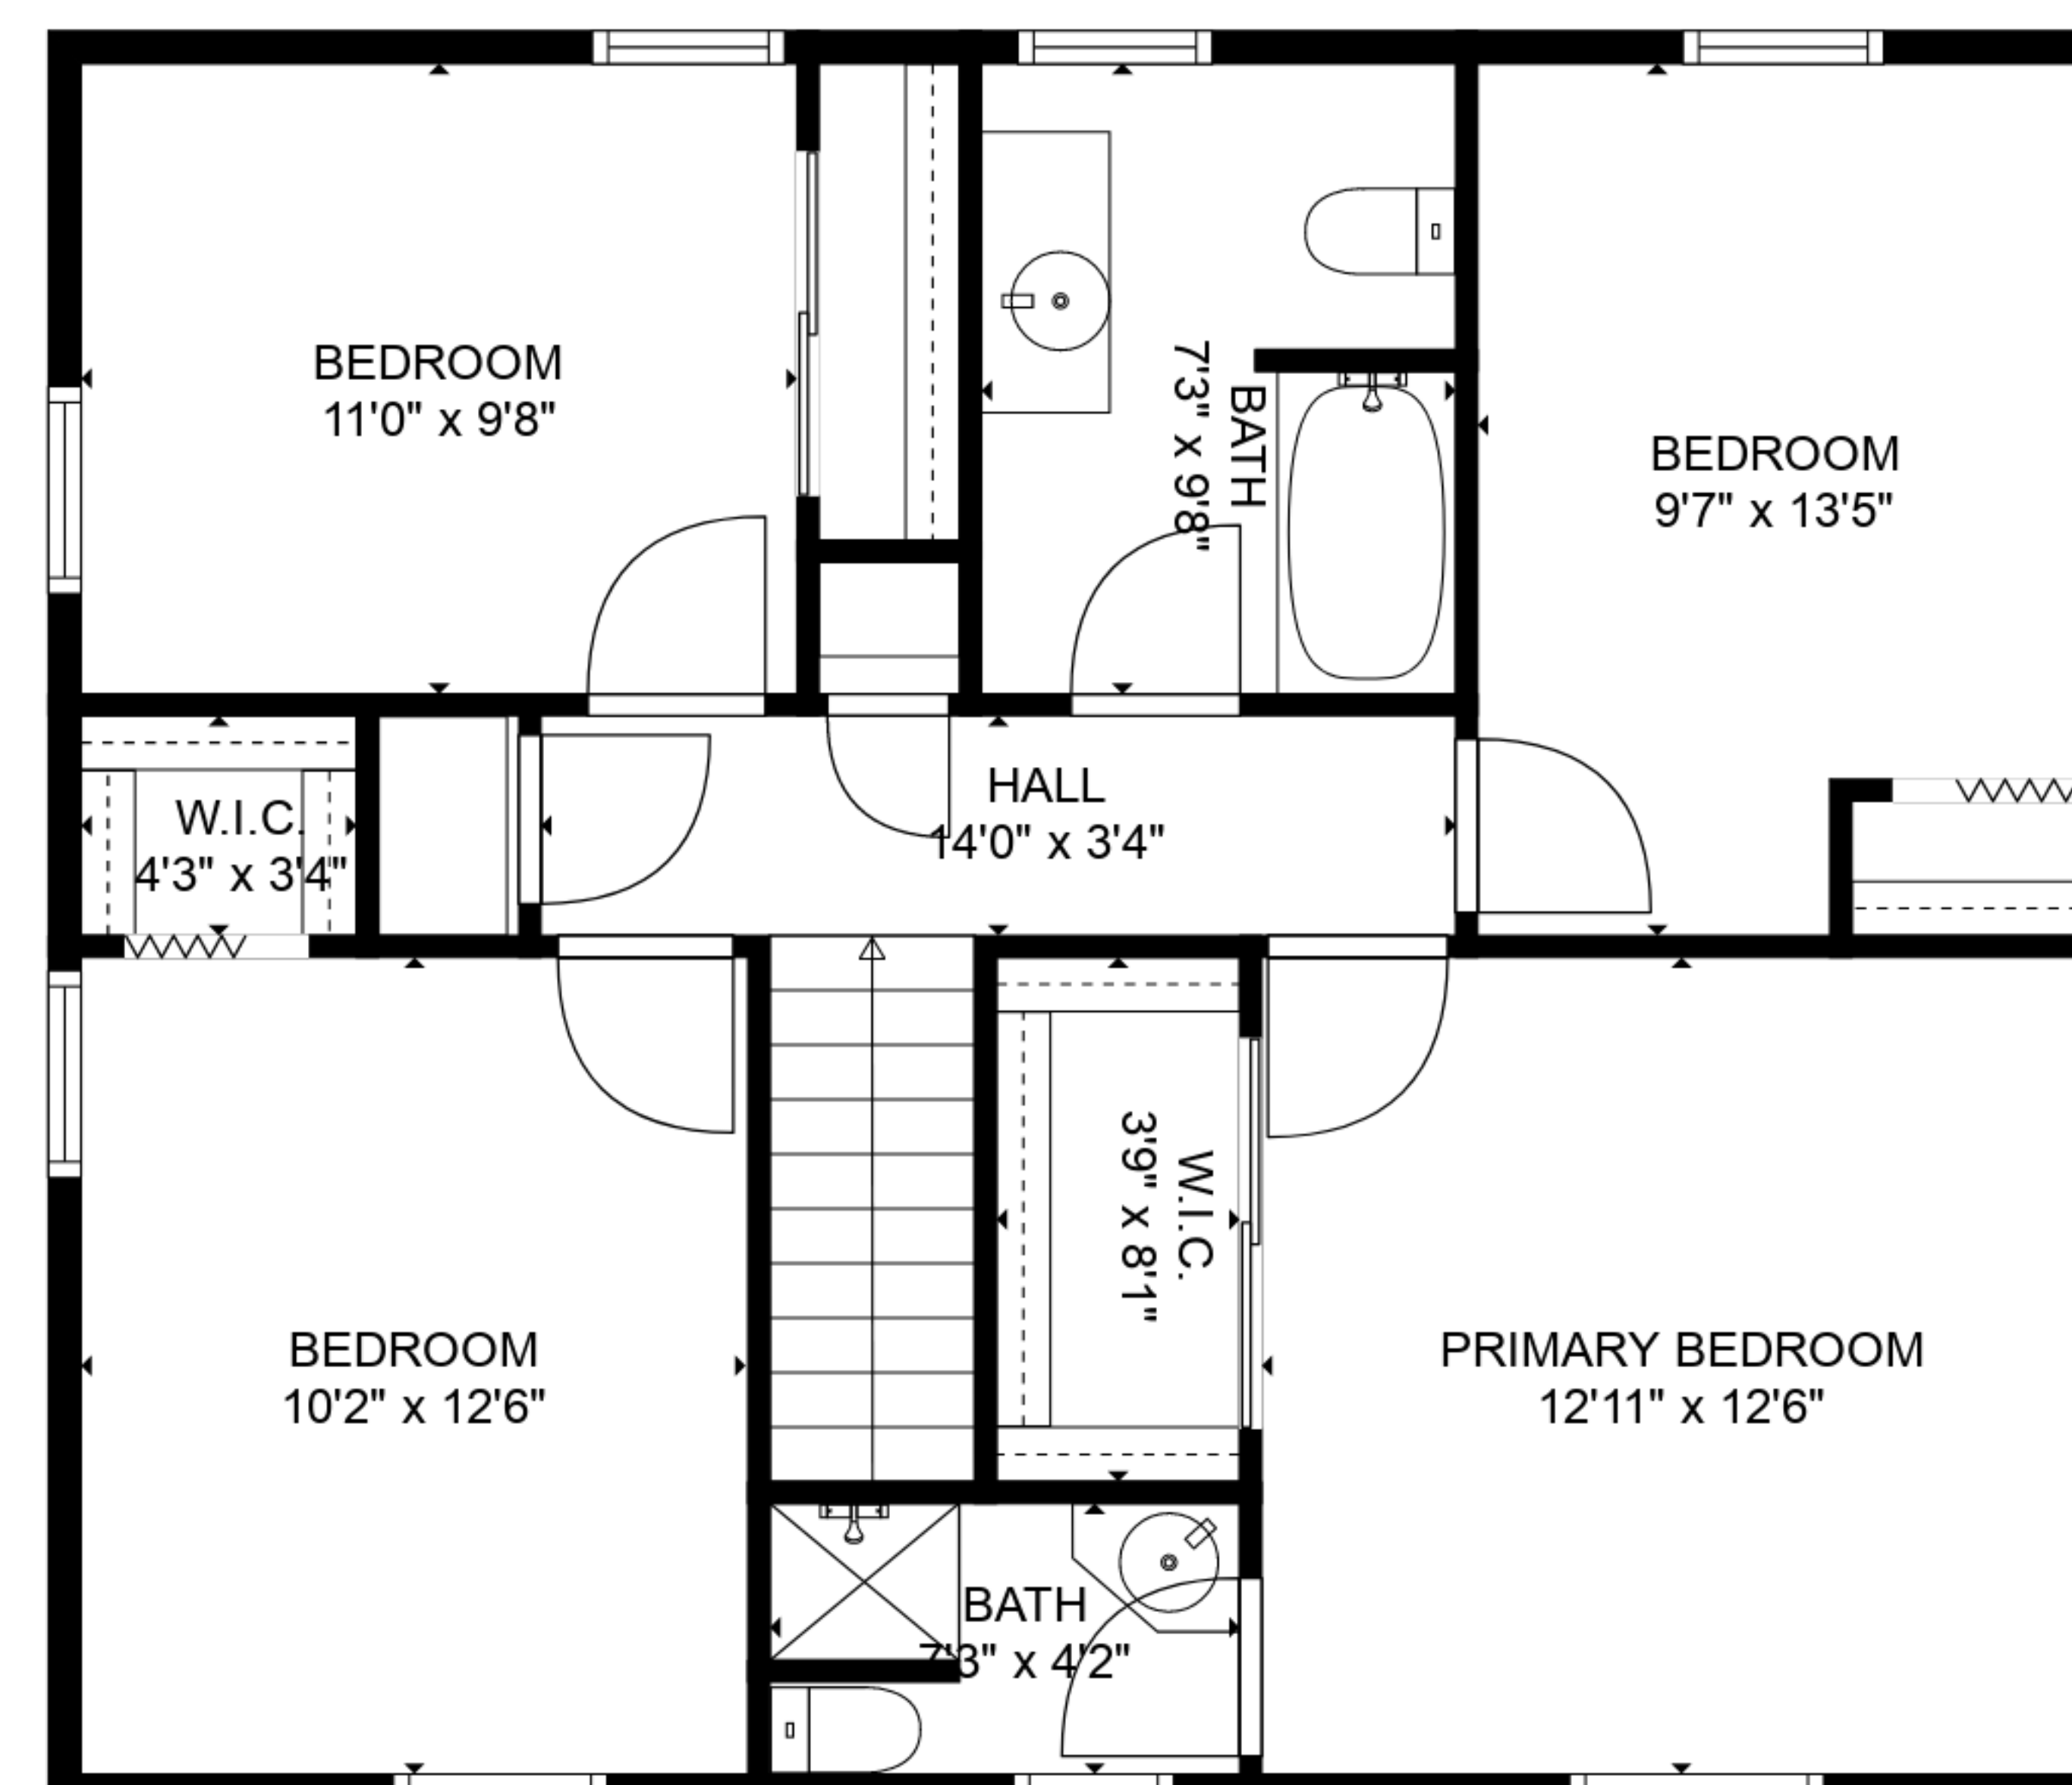 BEDROOM
11'0" x 9'8"
BATH
7'3" x 9'8"
BEDROOM
9'7" x 13'5"
W.I.C.
4'3" x 3'4"
HALL
14'0" x 3'4"
W.I.C.
3'9" x 8'1"
BEDROOM
10'2" x 12'6"
PRIMARY BEDROOM
12'11" x 12'6"
BATH
7'3" x 4'2"